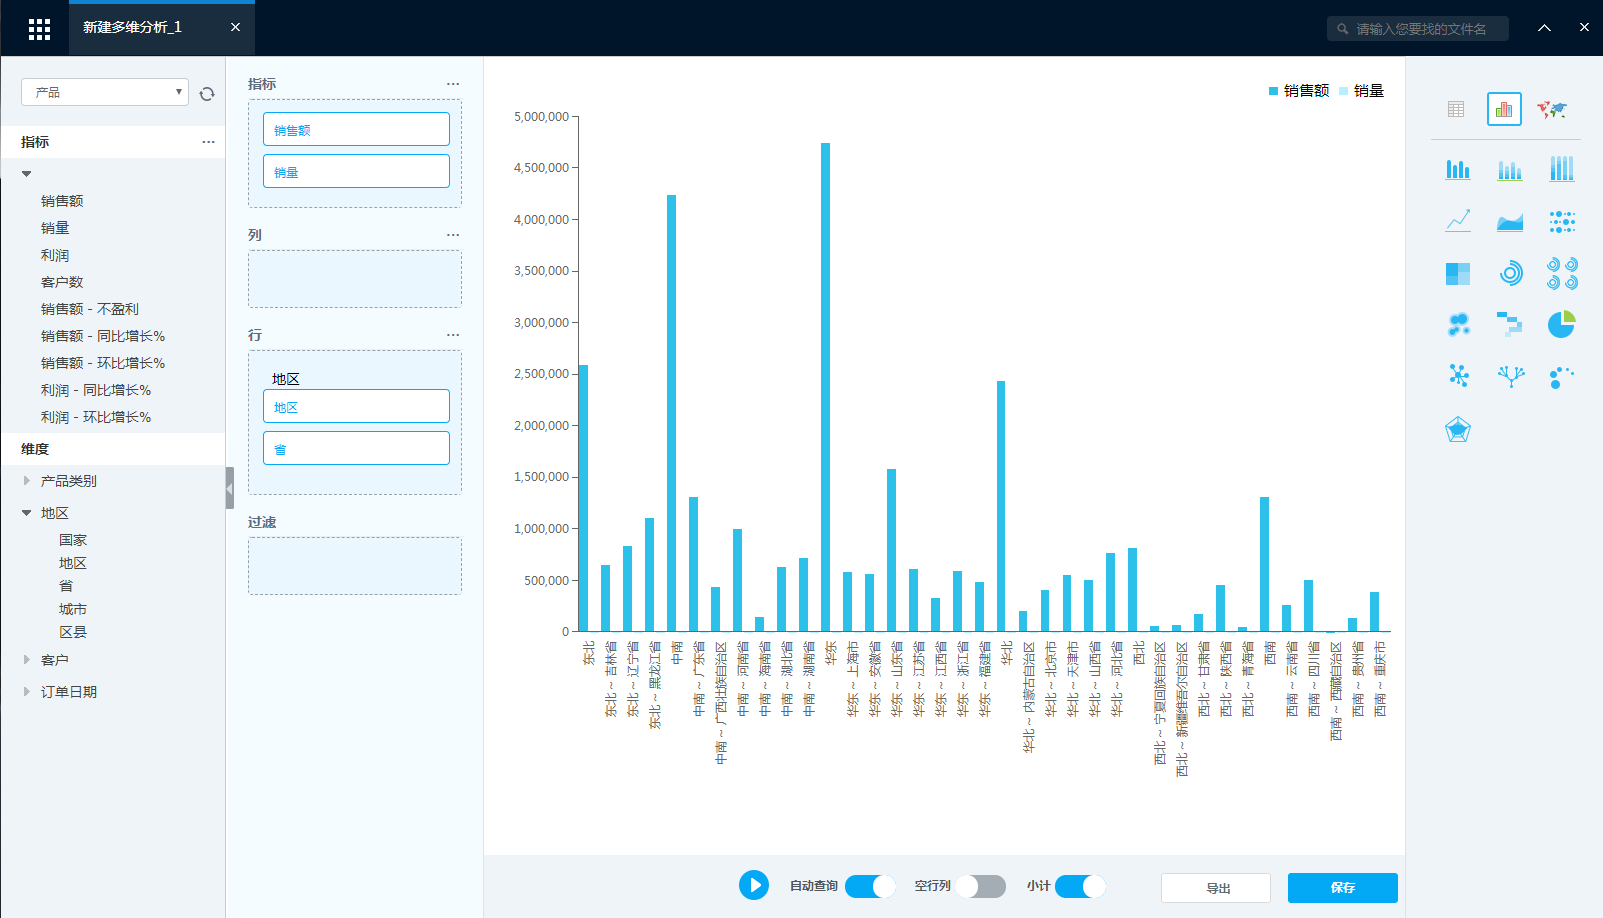 新建多维分析_1
请输入您要找的文件名
产品
指标
销售额
销量
利润
客户数
销售额 - 不盈利
销售额 - 同比增长%
销售额 - 环比增长%
利润 - 同比增长%
利润 - 环比增长%
维度
产品类别
地区
国家
地区
省
城市
区县
客户
订单日期
指标
销售额
销量
列
行
地区
地区
省
过滤
销售额 销量
5,000,000
4,500,000
4,000,000
3,500,000
3,000,000
2,500,000
2,000,000
1,500,000
1,000,000
500,000
0
东北
东北 ~ 吉林省
东北 ~ 辽宁省
东北 ~ 黑龙江省
中南
中南 ~ 广东省
中南 ~ 广西壮族自治区
中南 ~ 河南省
中南 ~ 海南省
中南 ~ 湖北省
中南 ~ 湖南省
华东
华东 ~ 上海市
华东 ~ 安徽省
华东 ~ 山东省
华东 ~ 江苏省
华东 ~ 江西省
华东 ~ 浙江省
华东 ~ 福建省
华北
华北 ~ 内蒙古自治区
华北 ~ 北京市
华北 ~ 天津市
华北 ~ 山西省
华北 ~ 河北省
西北
西北 ~ 宁夏回族自治区
西北 ~ 新疆维吾尔自治区
西北 ~ 甘肃省
西北 ~ 陕西省
西北 ~ 青海省
西南
西南 ~ 云南省
西南 ~ 四川省
西南 ~ 西藏自治区
西南 ~ 贵州省
西南 ~ 重庆市
自动查询 空行列 小计 导出 保存